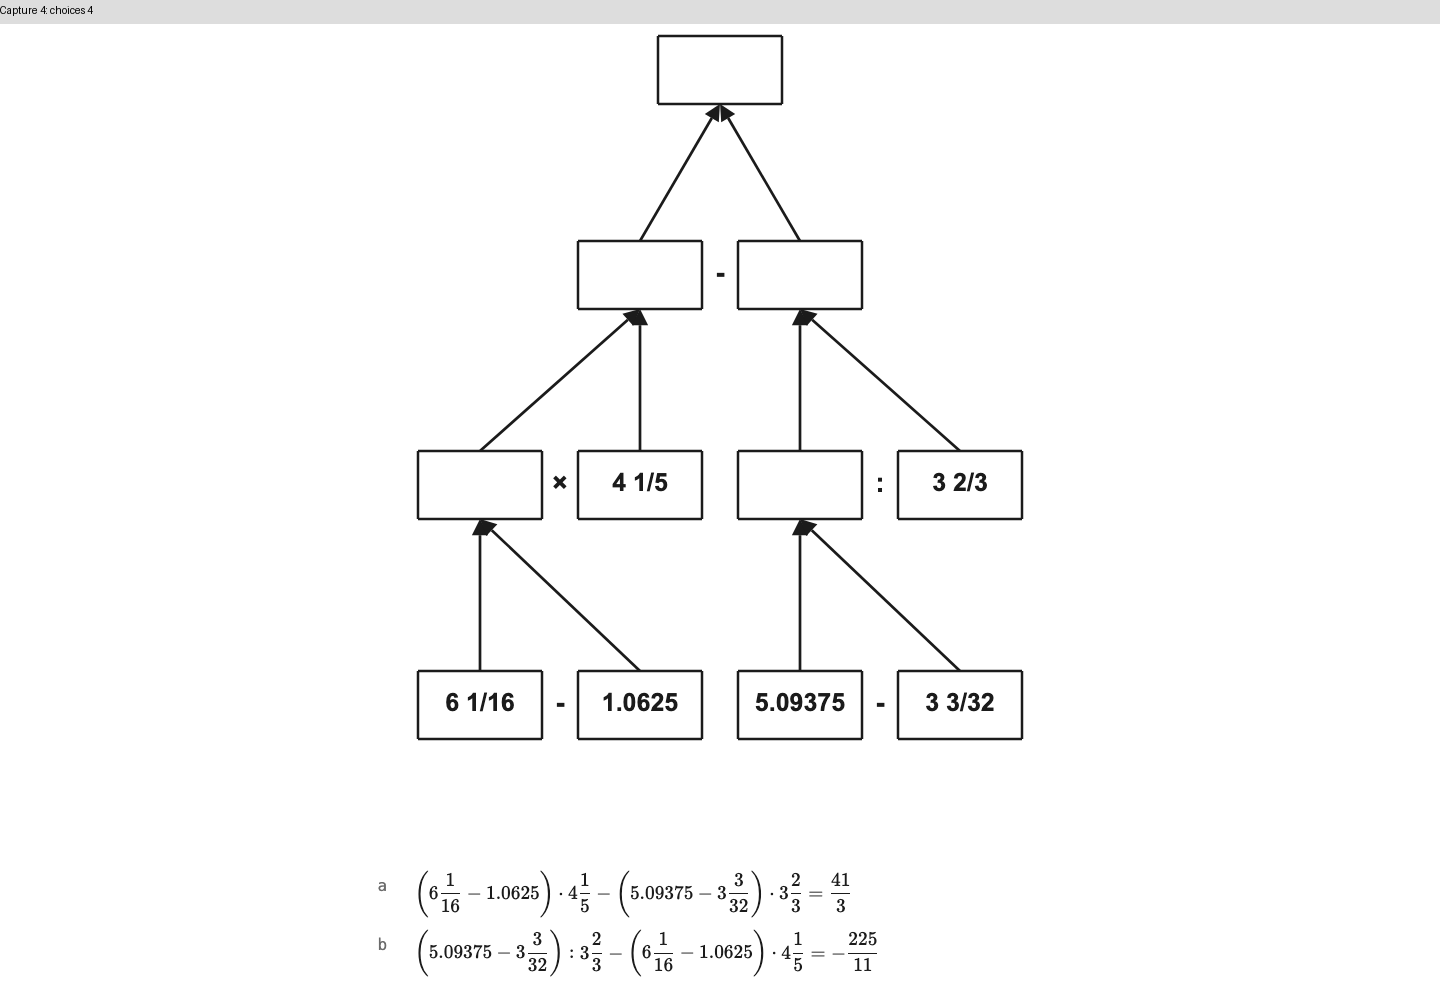 Capture 4: choices 4
-
× 4 1/5 : 3 2/3
6 1/16 - 1.0625 5.09375 - 3 3/32
a (6 1/16 − 1.0625) · 4 1/5 − (5.09375 − 3 3/32) · 3 2/3 = 41/3
b (5.09375 − 3 3/32) : 3 2/3 − (6 1/16 − 1.0625) · 4 1/5 = − 225/11